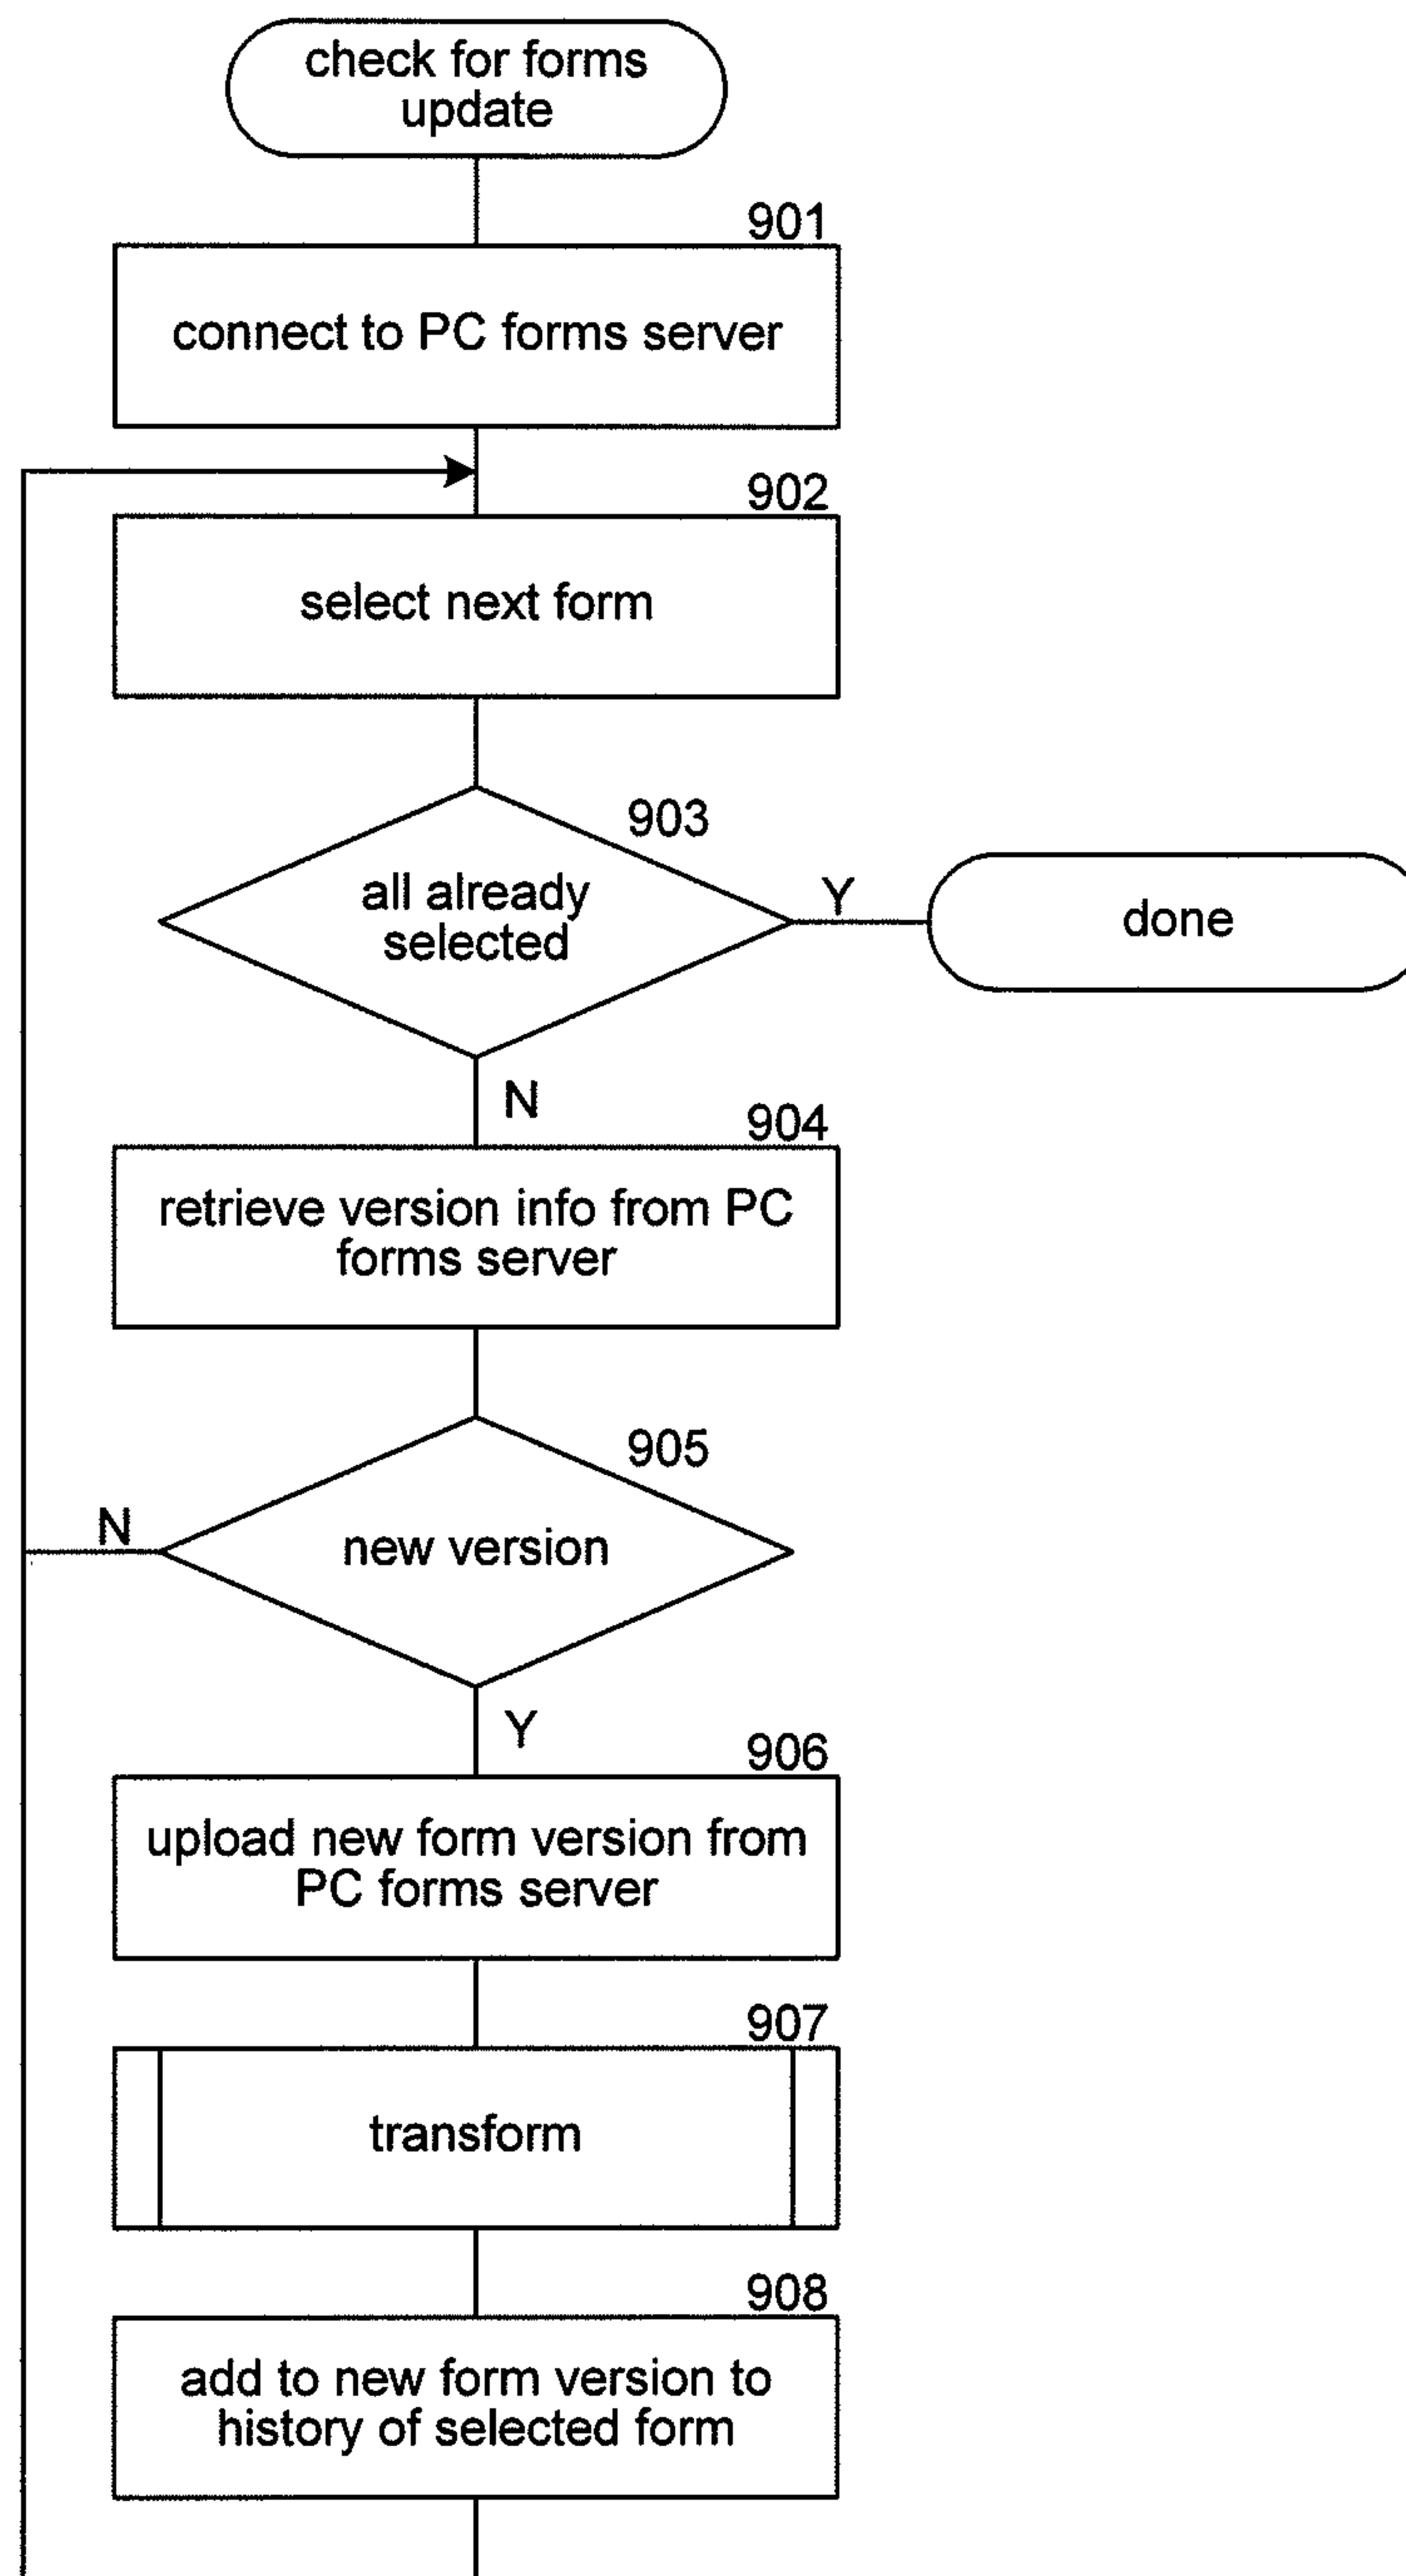 check for forms
update
901
connect to PC forms server
902
select next form
903
all already
selected
Y
done
N
904
retrieve version info from PC
forms server
905
N
new version
Y
906
upload new form version from
PC forms server
907
transform
908
add to new form version to
history of selected form